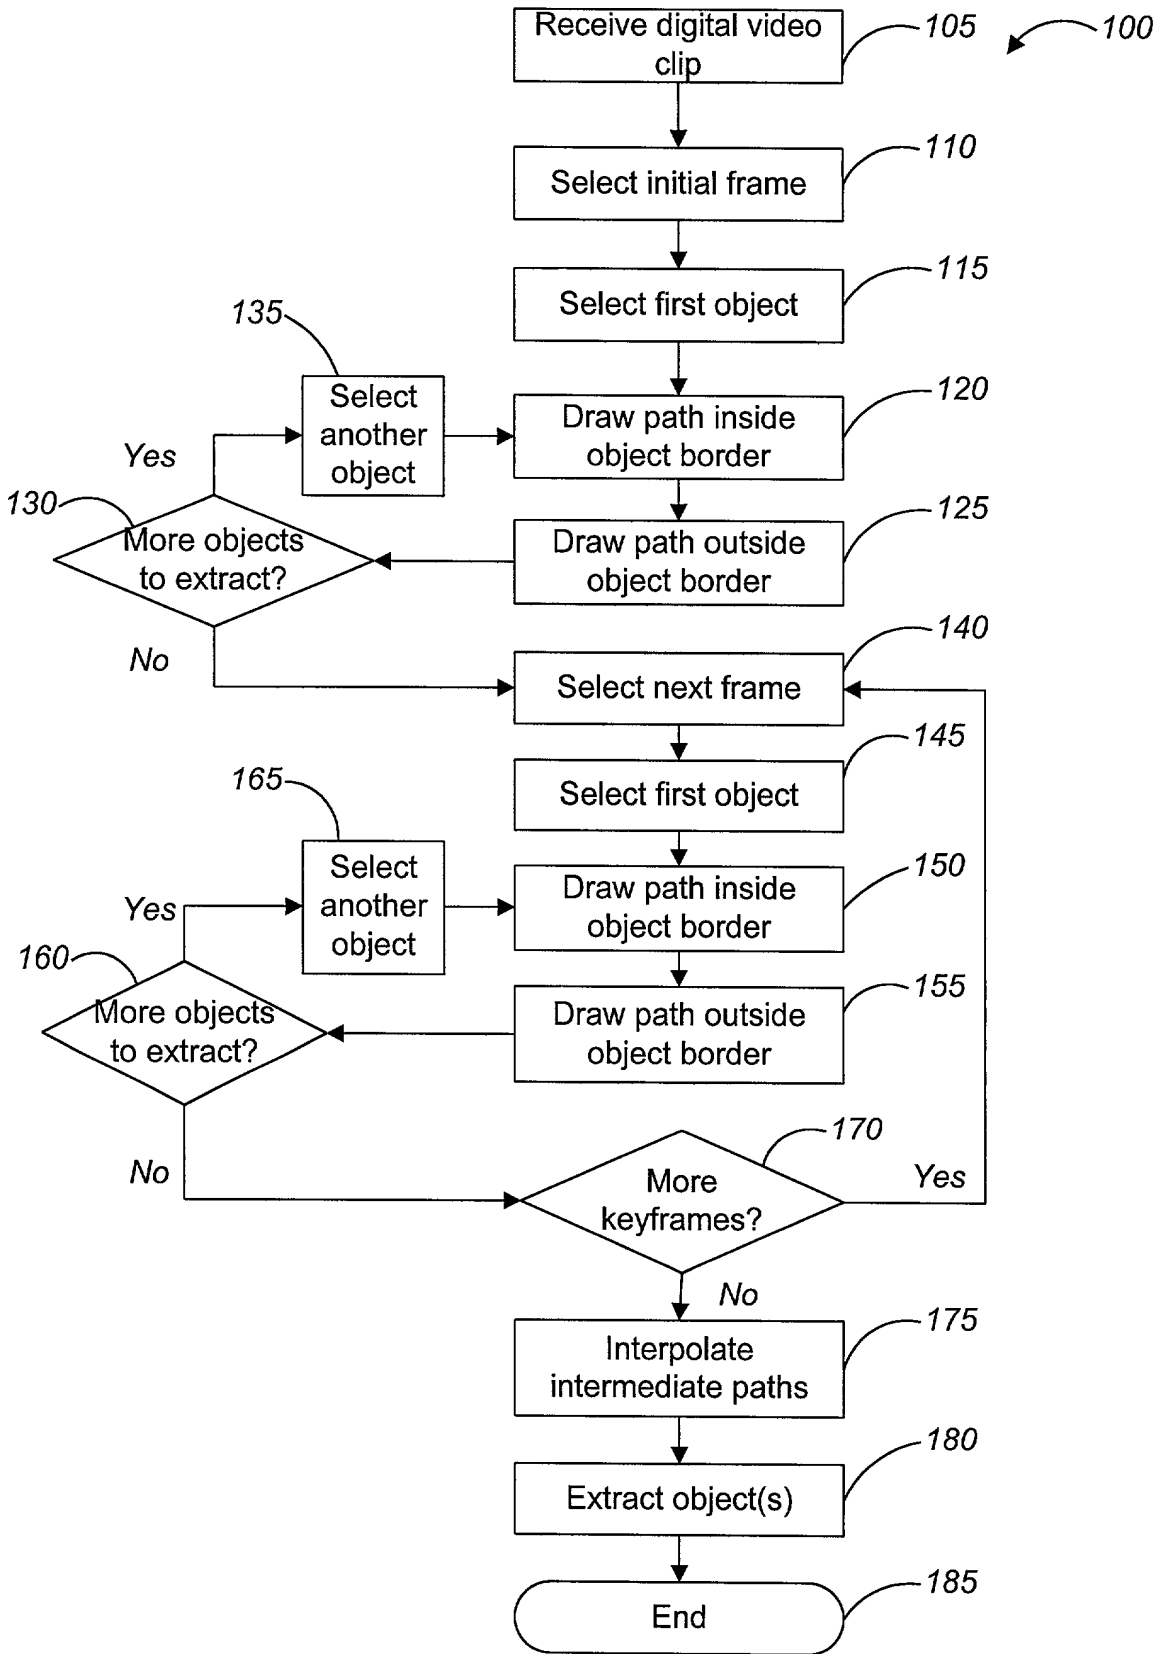 Receive digital video
clip
105
100
110
Select initial frame
115
Select first object
135
Select
another
object
120
Draw path inside
object border
Yes
130
More objects
to extract?
125
Draw path outside
object border
No
140
Select next frame
145
Select first object
165
Select
another
object
150
Draw path inside
object border
Yes
160
More objects
to extract?
155
Draw path outside
object border
No
170
More
keyframes?
Yes
No
175
Interpolate
intermediate paths
180
Extract object(s)
185
End